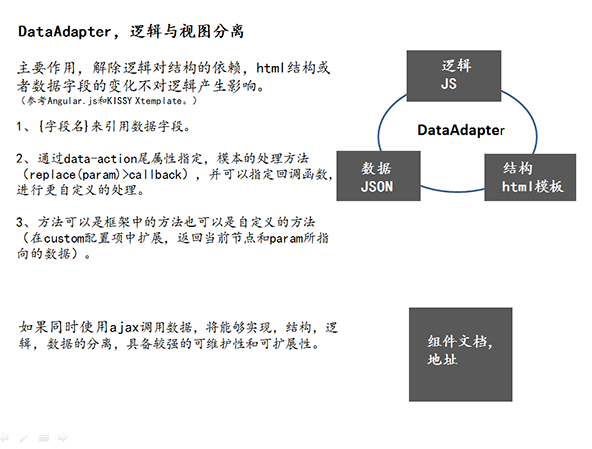 DataAdapter，逻辑与视图分离
主要作用，解除逻辑对结构的依赖，html结构或
者数据字段的变化不对逻辑产生影响。
（参考Angular.js和KISSY Xtemplate。）
1、 {字段名}来引用数据字段。
2、通过data-action尾属性指定，模本的处理方法
（replace(param)>callback），并可以指定回调函数，
进行更自定义的处理。
3、方法可以是框架中的方法也可以是自定义的方法
（在custom配置项中扩展，返回当前节点和param所指
向的数据）。
如果同时使用ajax调用数据，将能够实现，结构，逻
辑，数据的分离，具备较强的可维护性和可扩展性。
逻辑
JS
DataAdapter
数据
JSON
结构
html模板
组件文档，
地址